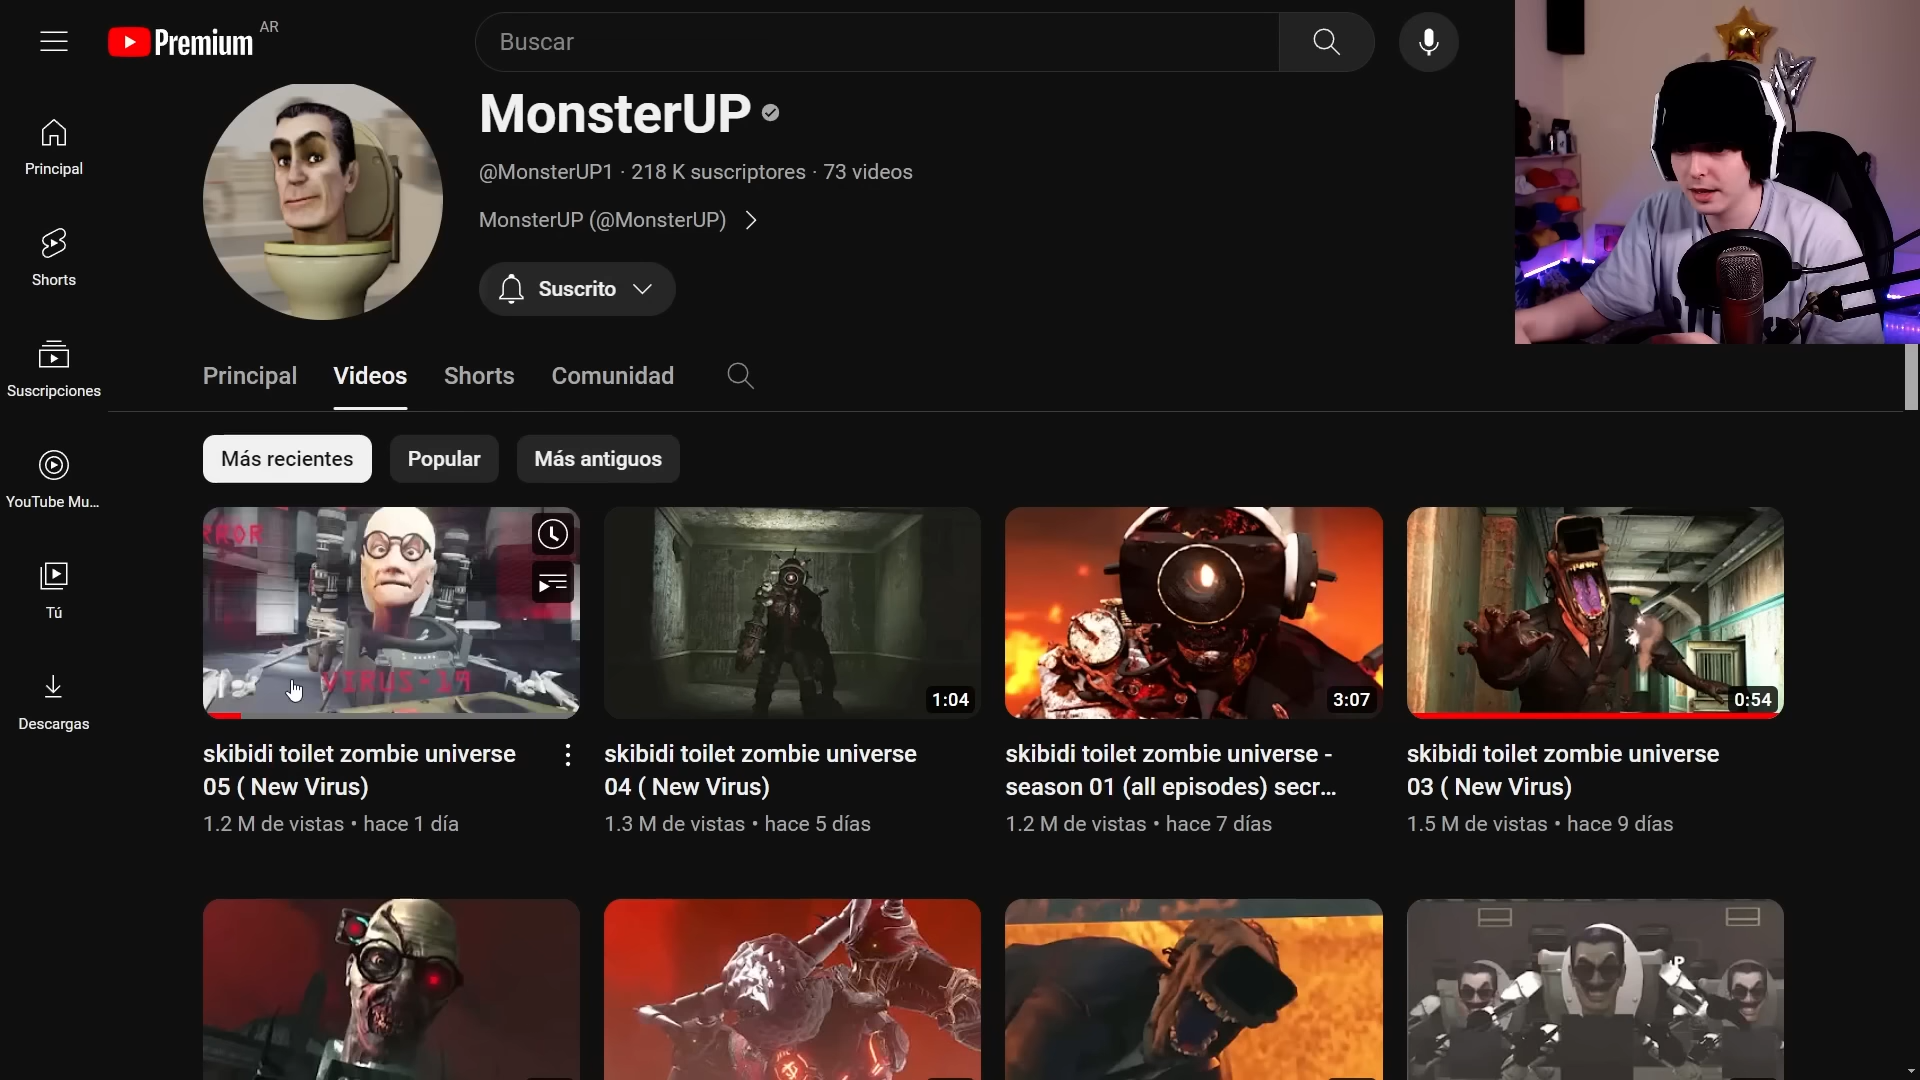 Premium AR
Buscar
MonsterUP
@MonsterUP1 · 218 K suscriptores · 73 videos
MonsterUP (@MonsterUP)
Suscrito
Principal
Shorts
Suscripciones
YouTube Mu...
Tú
Descargas
Principal Videos Shorts Comunidad
Más recientes Popular Más antiguos
RROR
VIRUS-19
1:04
3:07
0:54
skibidi toilet zombie universe
05 ( New Virus)
1.2 M de vistas • hace 1 día
skibidi toilet zombie universe
04 ( New Virus)
1.3 M de vistas • hace 5 días
skibidi toilet zombie universe -
season 01 (all episodes) secr...
1.2 M de vistas • hace 7 días
skibidi toilet zombie universe
03 ( New Virus)
1.5 M de vistas • hace 9 días